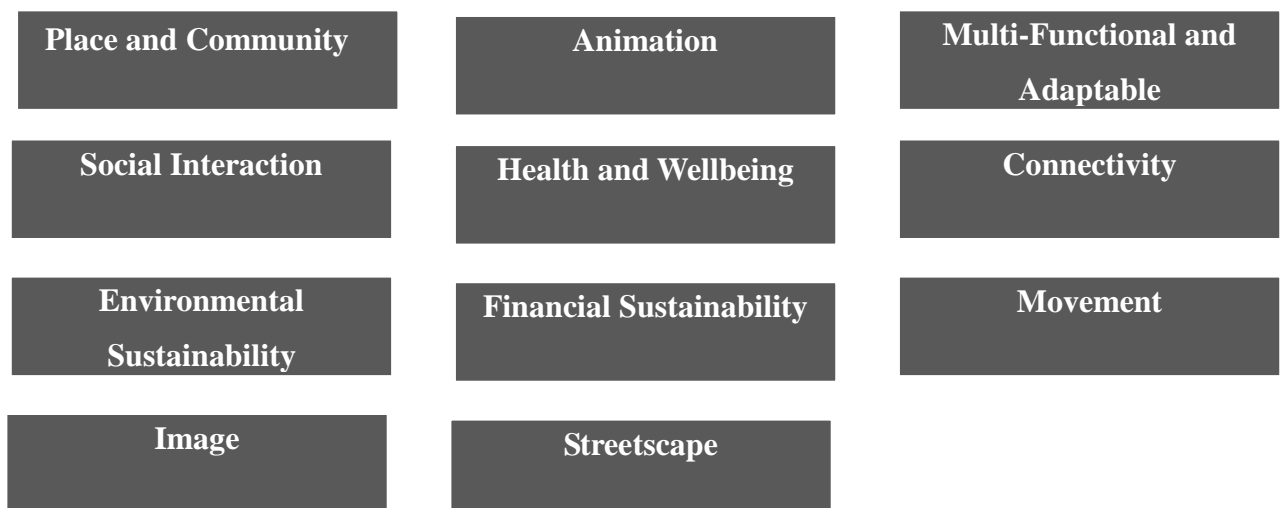 Place and Community
Animation
Multi-Functional and
Adaptable
Social Interaction
Health and Wellbeing
Connectivity
Environmental
Sustainability
Financial Sustainability
Movement
Image
Streetscape